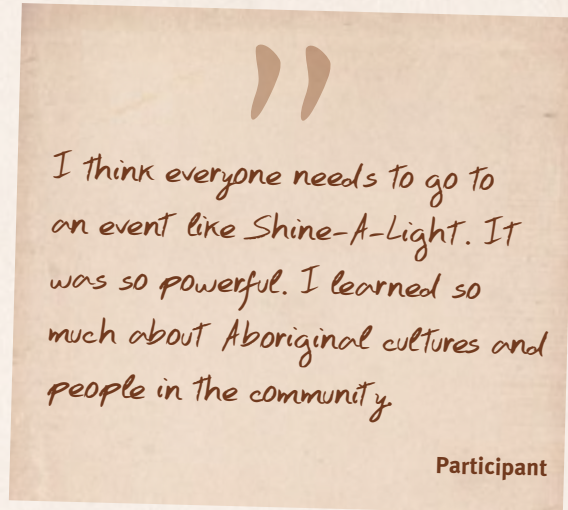 ”
I think everyone needs to go to
an event like Shine-A-Light. It
was so powerful. I learned so
much about Aboriginal cultures and
people in the community.
Participant